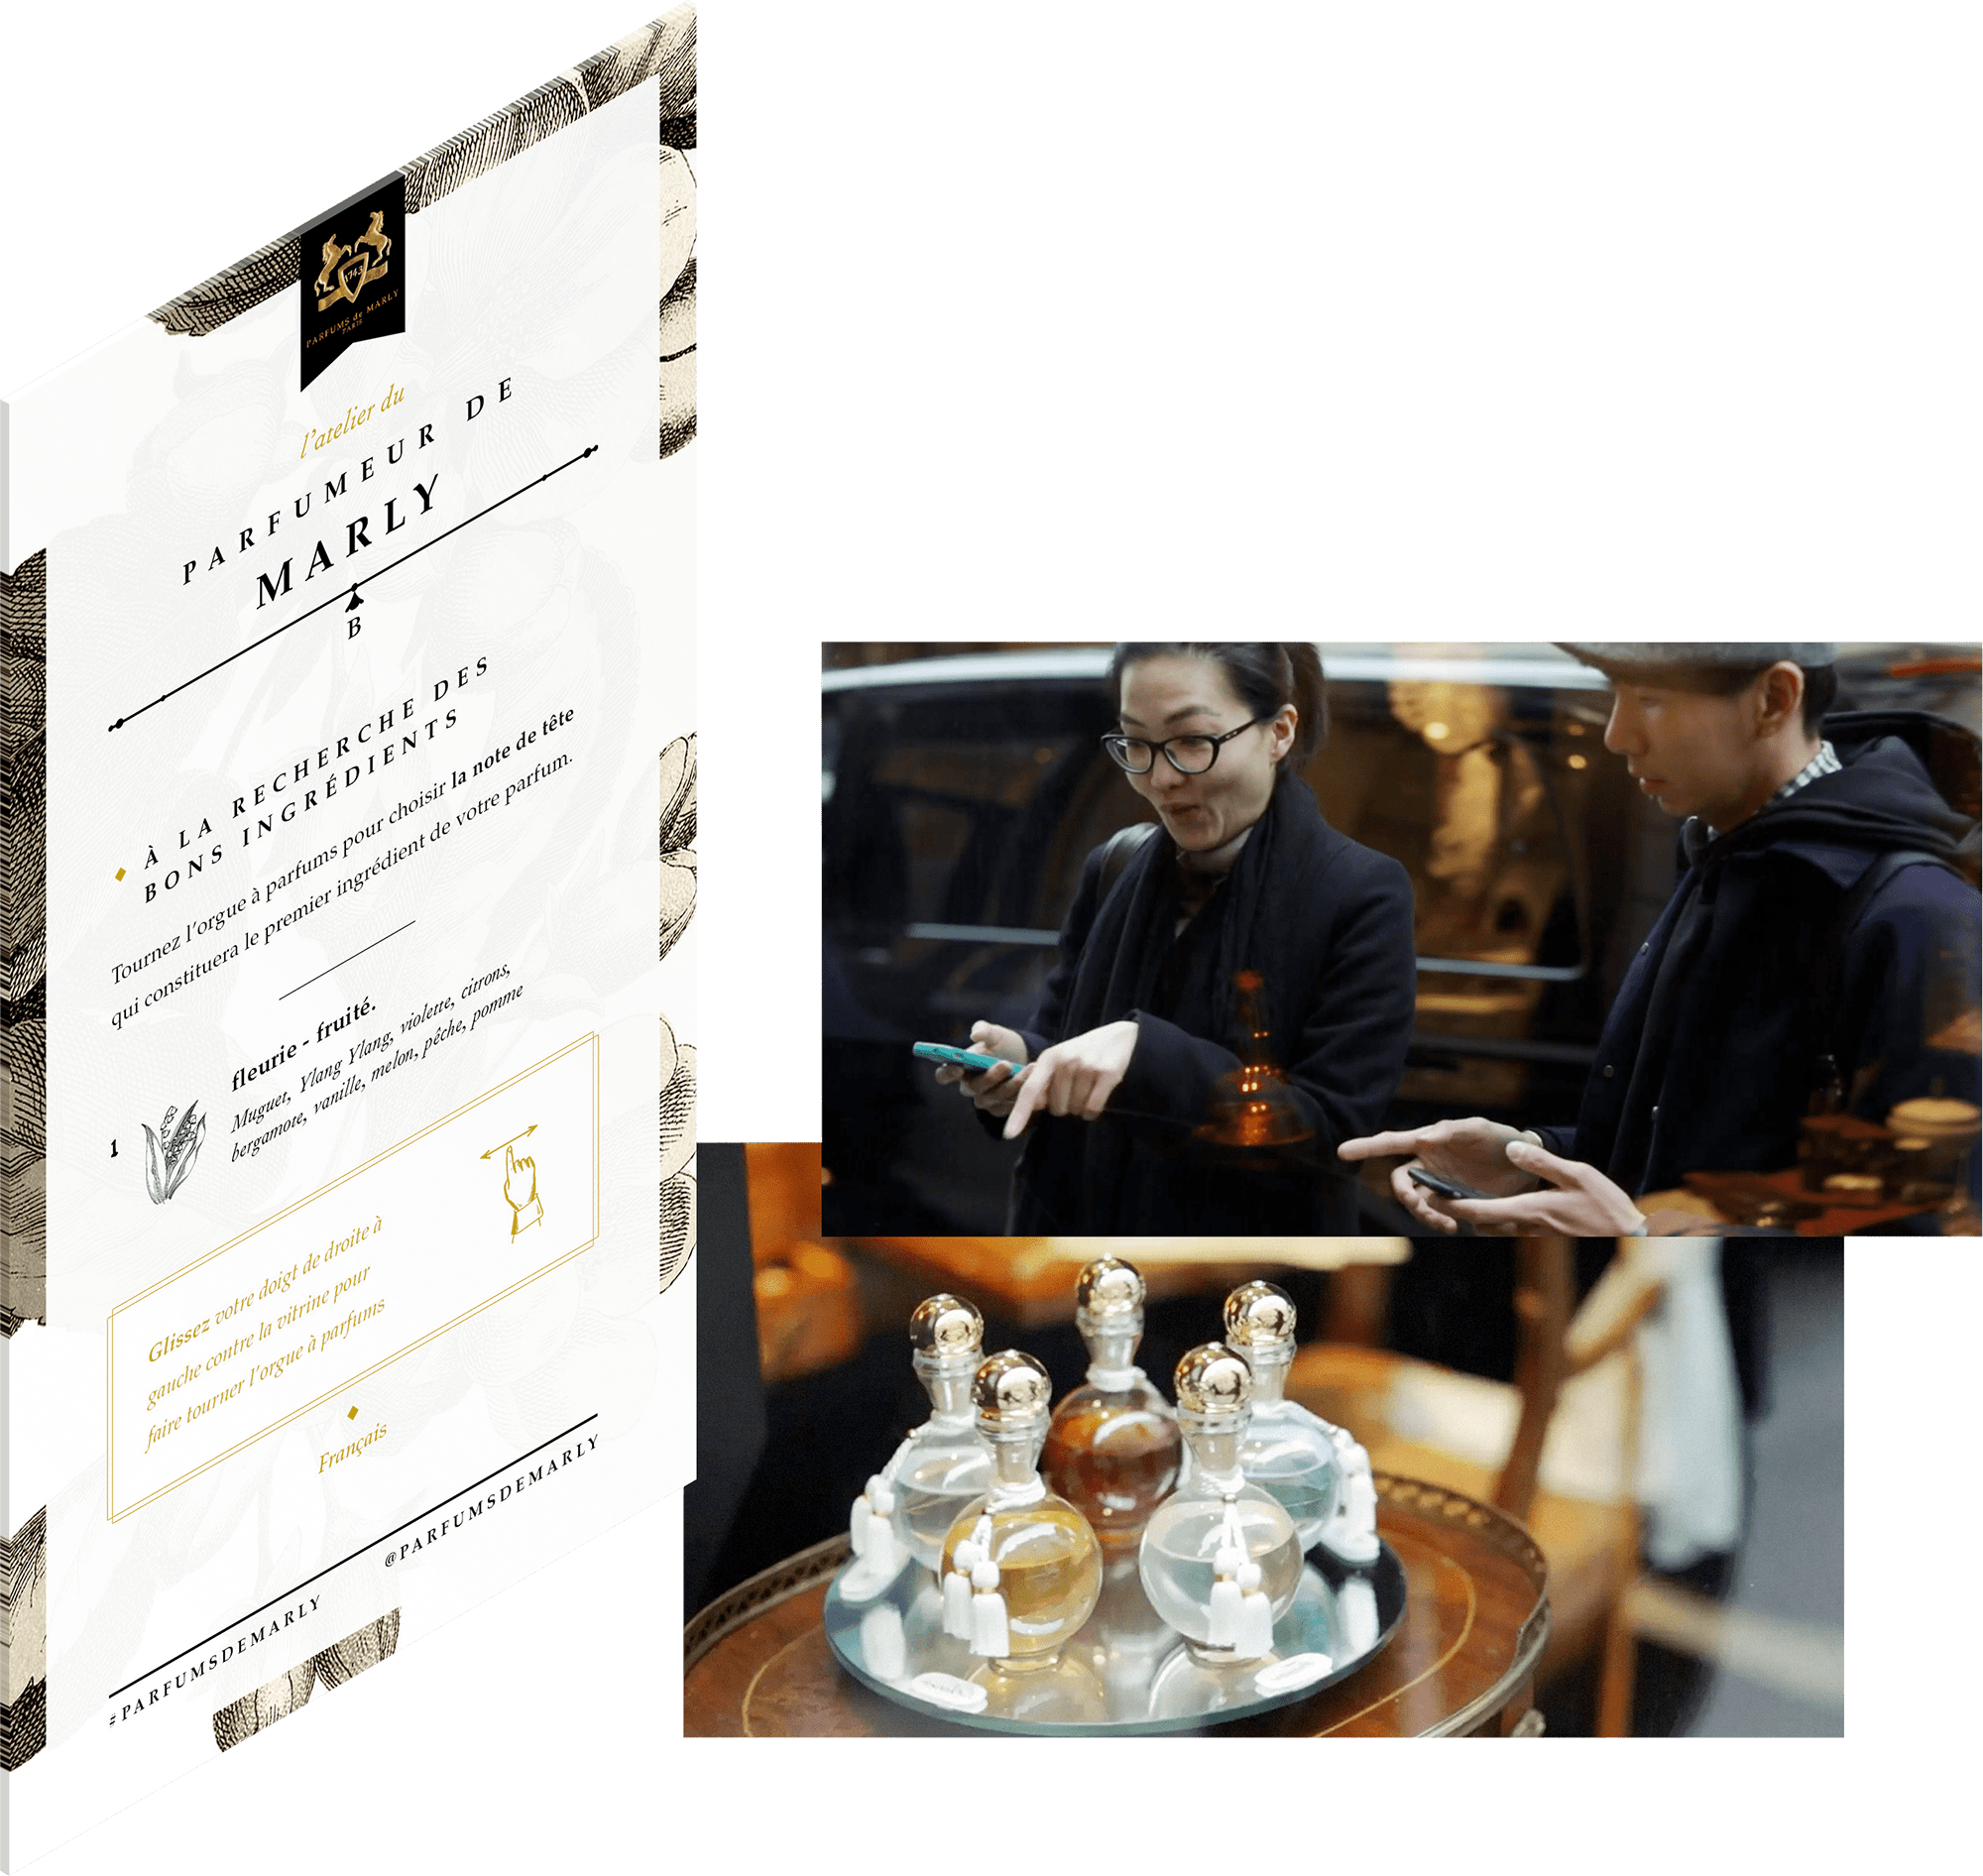 1743
PARFUMS de MARLY
PARIS
l'atelier du
PARFUMEUR DE
MARLY
B
À LA RECHERCHE DES
BONS INGRÉDIENTS
Tournez l'orgue à parfums pour choisir la note de tête
qui constituera le premier ingrédient de votre parfum.
1
fleurie - fruité.
Muguet, Ylang Ylang, violette, citrons,
bergamote, vanille, melon, pêche, pomme
Glissez votre doigt de droite à
gauche contre la vitrine pour
faire tourner l'orgue à parfums
Français
#PARFUMSDEMARLY @PARFUMSDEMARLY